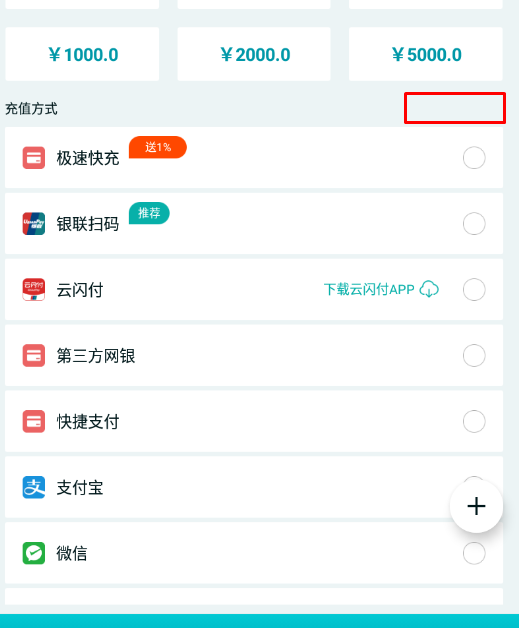 ￥1000.0 ￥2000.0 ￥5000.0
充值方式
极速快充 送1%
银联扫码 推荐
云闪付 下载云闪付APP
第三方网银
快捷支付
支付宝
微信